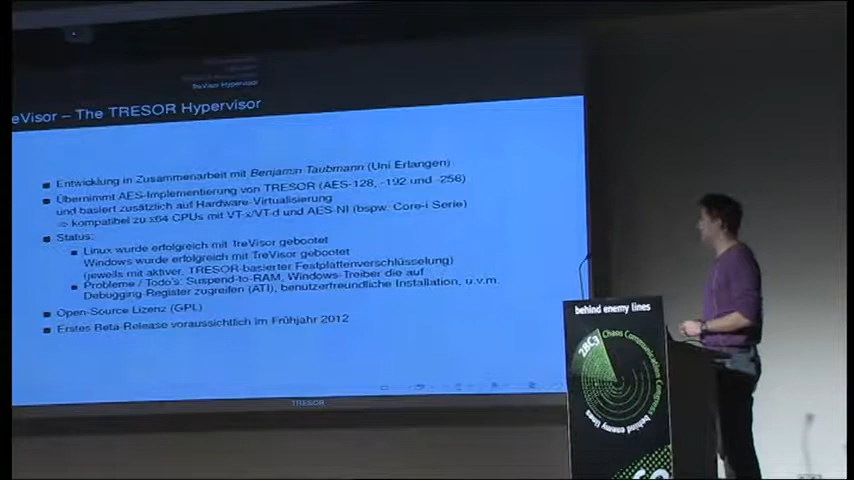 TreVisor Hypervisor
eVisor – The TRESOR Hypervisor
Entwicklung in Zusammenarbeit mit Benjamin Taubmann (Uni Erlangen)
Übernimmt AES-Implementierung von TRESOR (AES-128, -192 und -256)
und basiert zusätzlich auf Hardware-Virtualisierung
⇒ kompatibel zu x64 CPUs mit VT-x/VT-d und AES-NI (bspw. Core-i Serie)
Status:
Linux wurde erfolgreich mit TreVisor gebootet
Windows wurde erfolgreich mit TreVisor gebootet
(jeweils mit aktiver, TRESOR-basierter Festplattenverschlüsselung)
Probleme / Todo's: Suspend-to-RAM, Windows-Treiber die auf
Debugging-Register zugreifen (ATI), benutzerfreundliche Installation, u.v.m.
Open-Source Lizenz (GPL)
Erstes Beta-Release voraussichtlich im Frühjahr 2012
TRESOR
behind enemy lines
28C3
Chaos Communication Congress
behind enemy lines